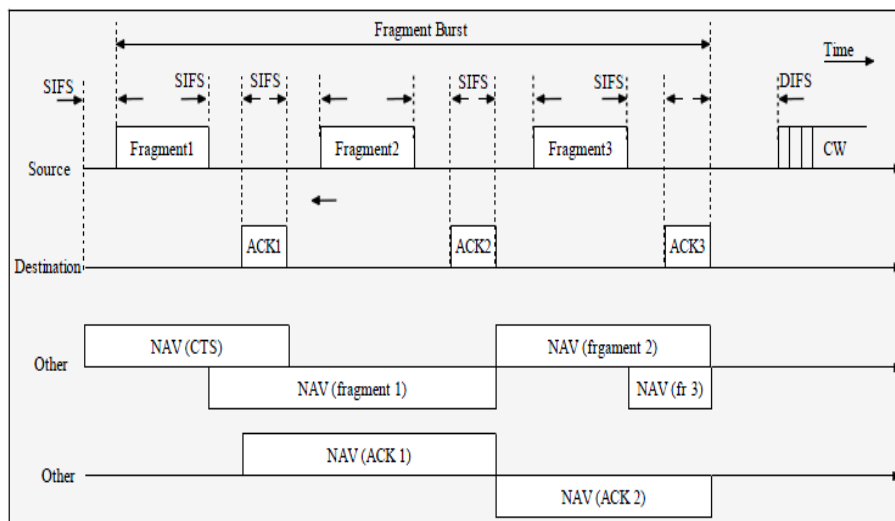 Fragment Burst
Time
SIFS SIFS SIFS SIFS SIFS DIFS
Fragment1 Fragment2 Fragment3 CW
Source
ACK1 ACK2 ACK3
Destination
NAV (CTS) NAV (frgament 2)
Other
NAV (fragment 1) NAV (fr 3)
NAV (ACK 1)
Other
NAV (ACK 2)